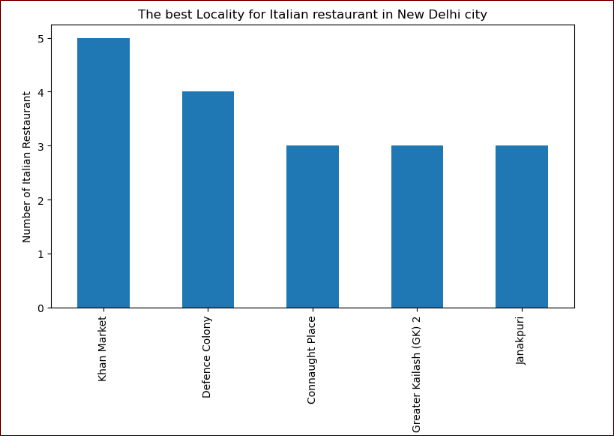 The best Locality for Italian restaurant in New Delhi city
Number of Italian Restaurant
5
4
3
2
1
0
Khan Market
Defence Colony
Connaught Place
Greater Kailash (GK) 2
Janakpuri